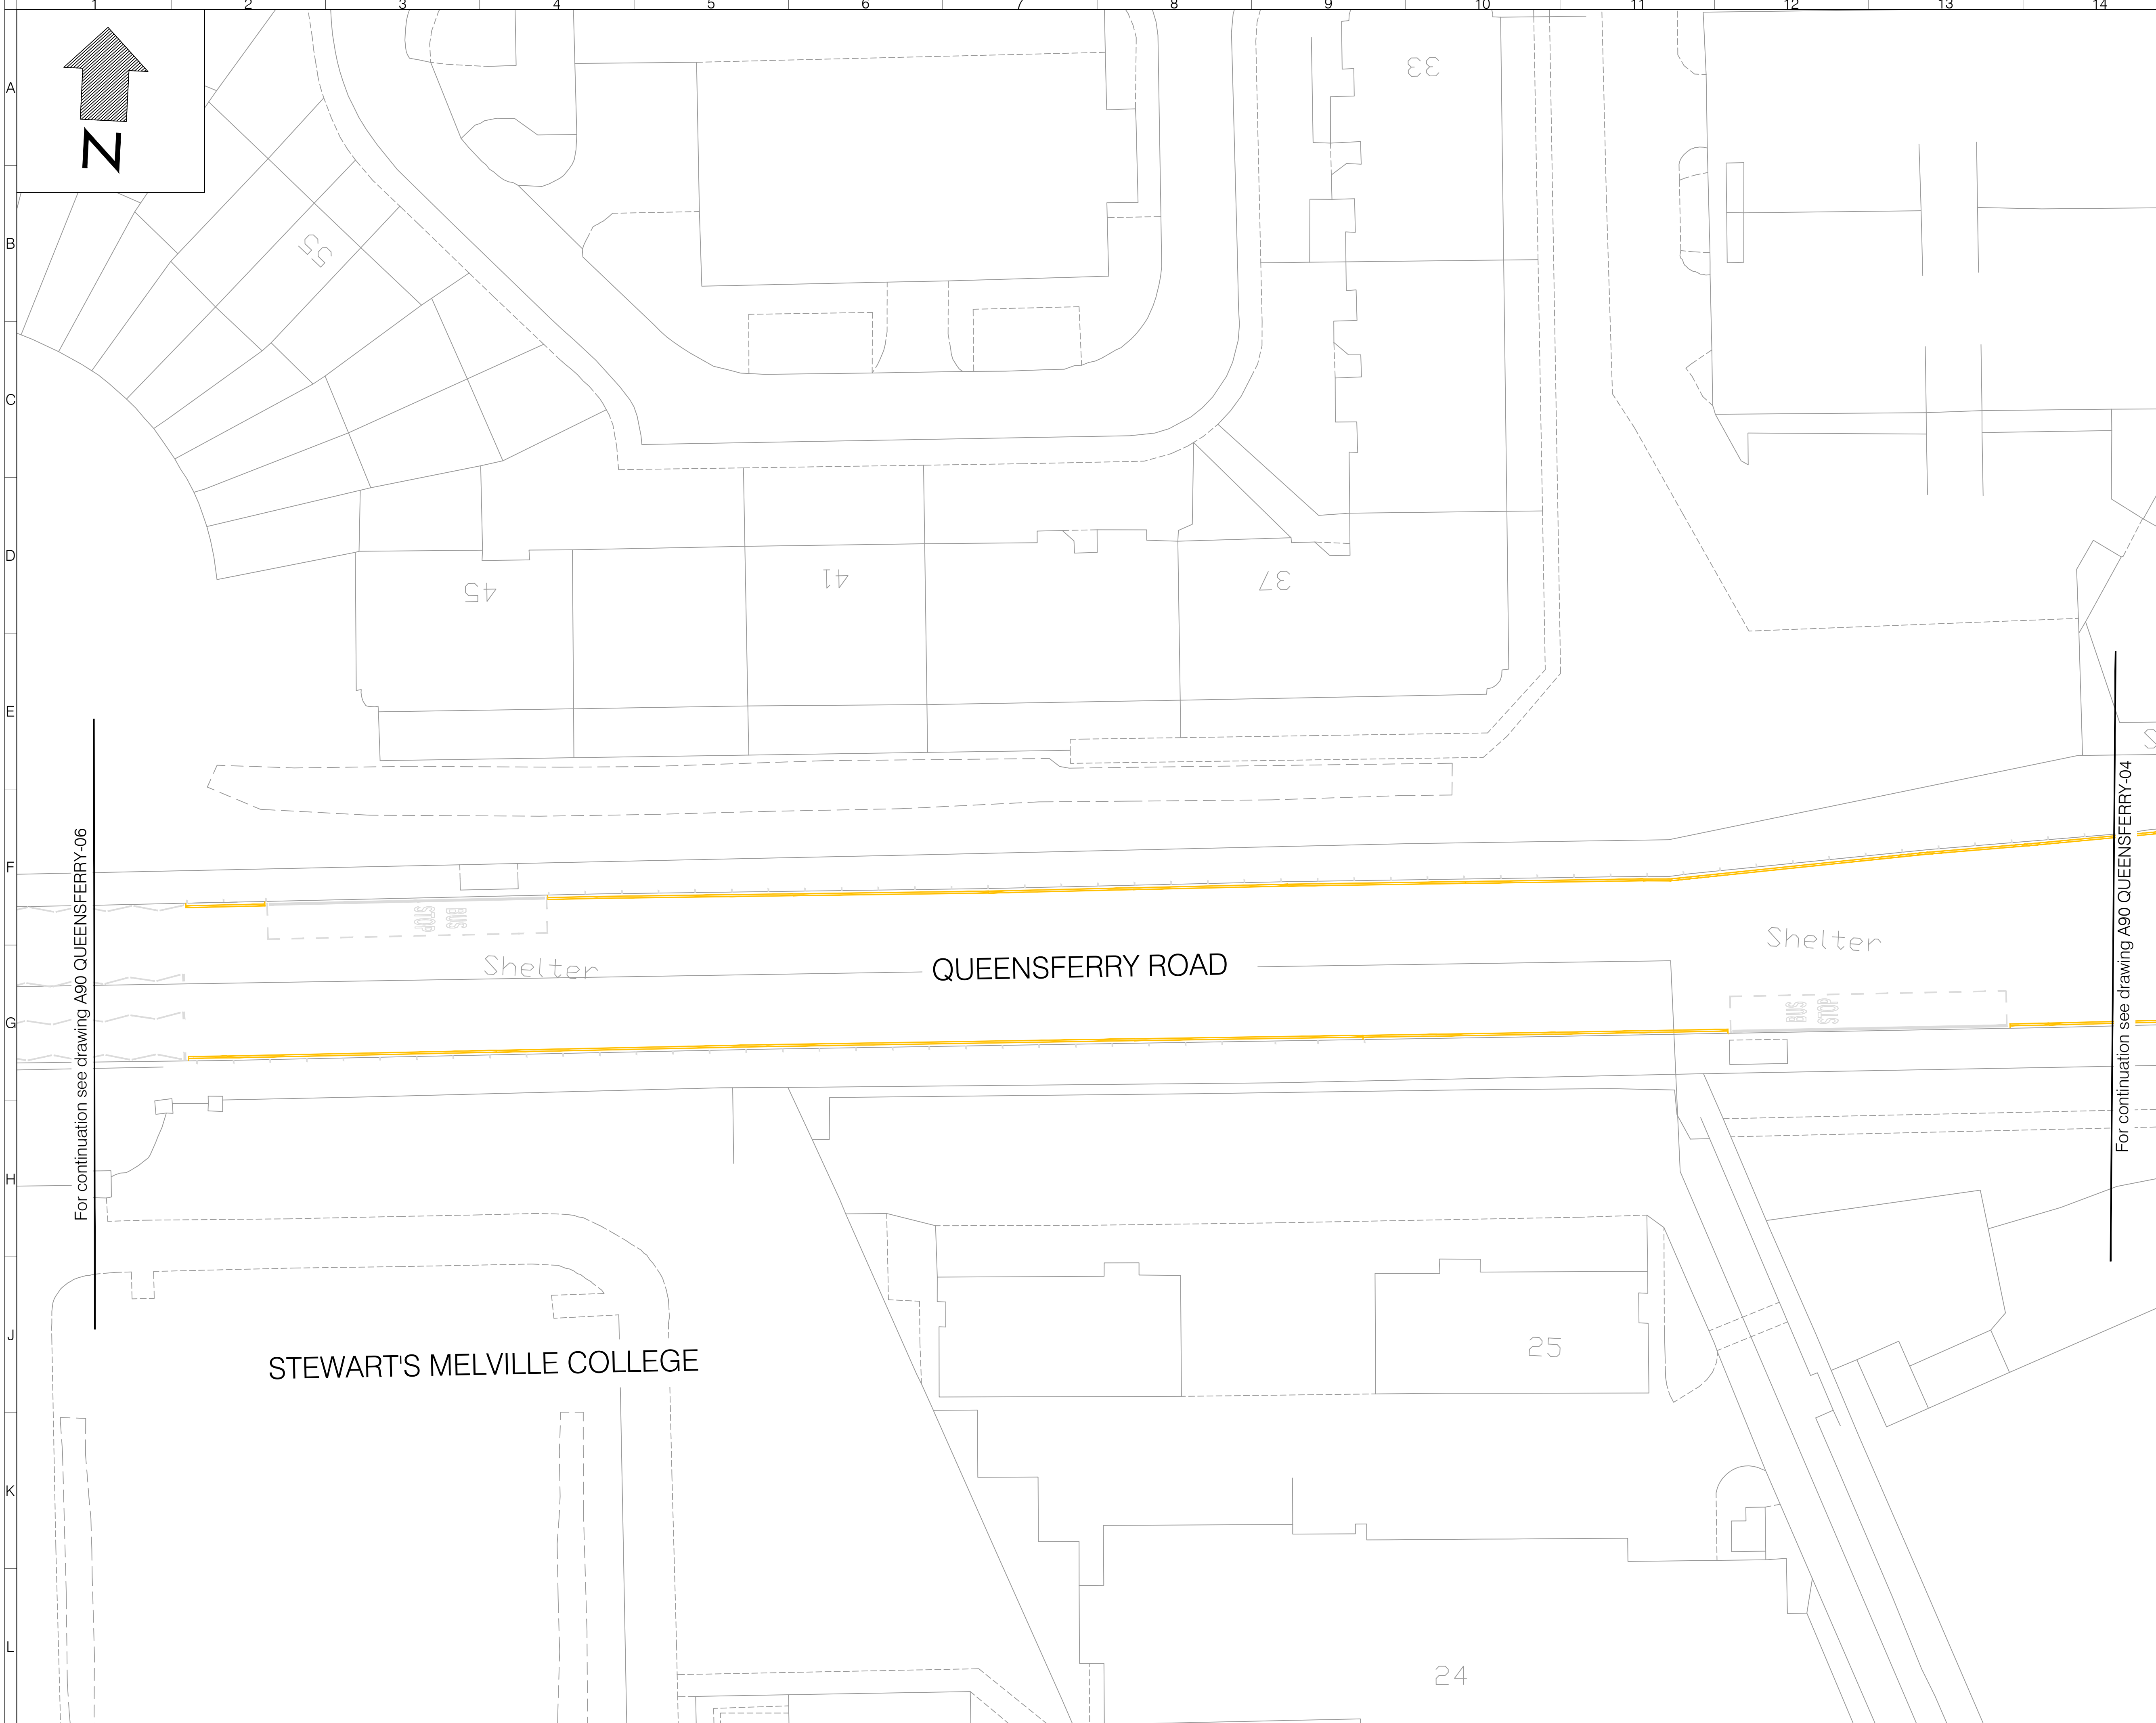 1 2 3 4 5 6 7 8 9 10 11 12 13 14
A
B
C
D
E
F
G
H
J
K
L
N
33
55
45
41
37
For continuation see drawing A90 QUEENSFERRY-06
For continuation see drawing A90 QUEENSFERRY-04
BUS
STOP
Shelter
QUEENSFERRY ROAD
Shelter
BUS
STOP
STEWART'S MELVILLE COLLEGE
25
24